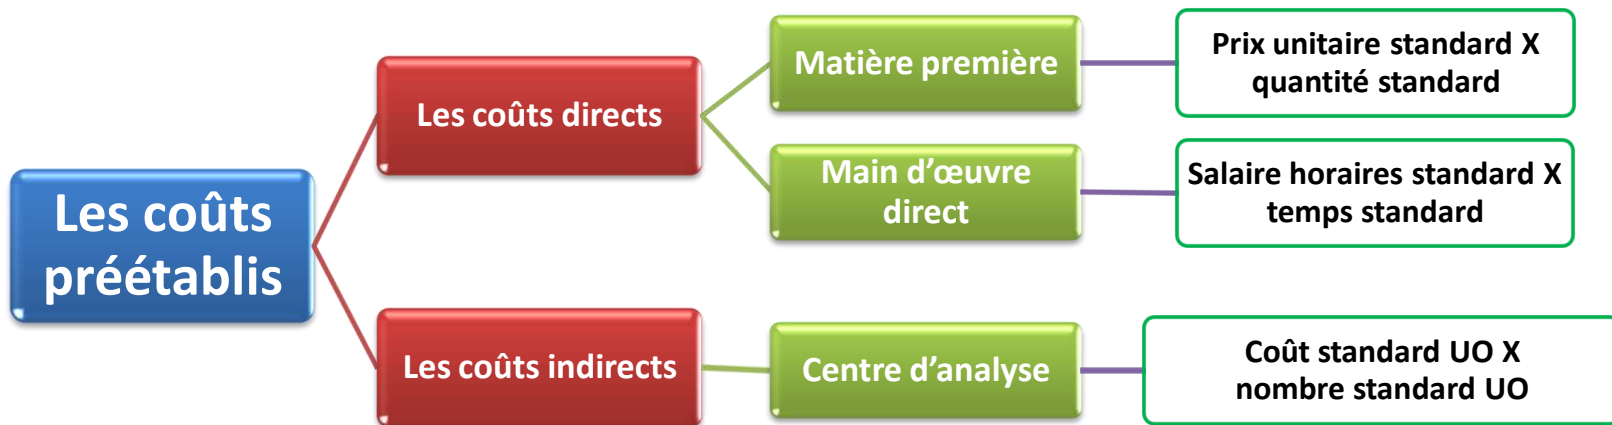 Les coûts
préétablis
Les coûts directs
Matière première
Prix unitaire standard X
quantité standard
Main d’œuvre
direct
Salaire horaires standard X
temps standard
Les coûts indirects
Centre d’analyse
Coût standard UO X
nombre standard UO